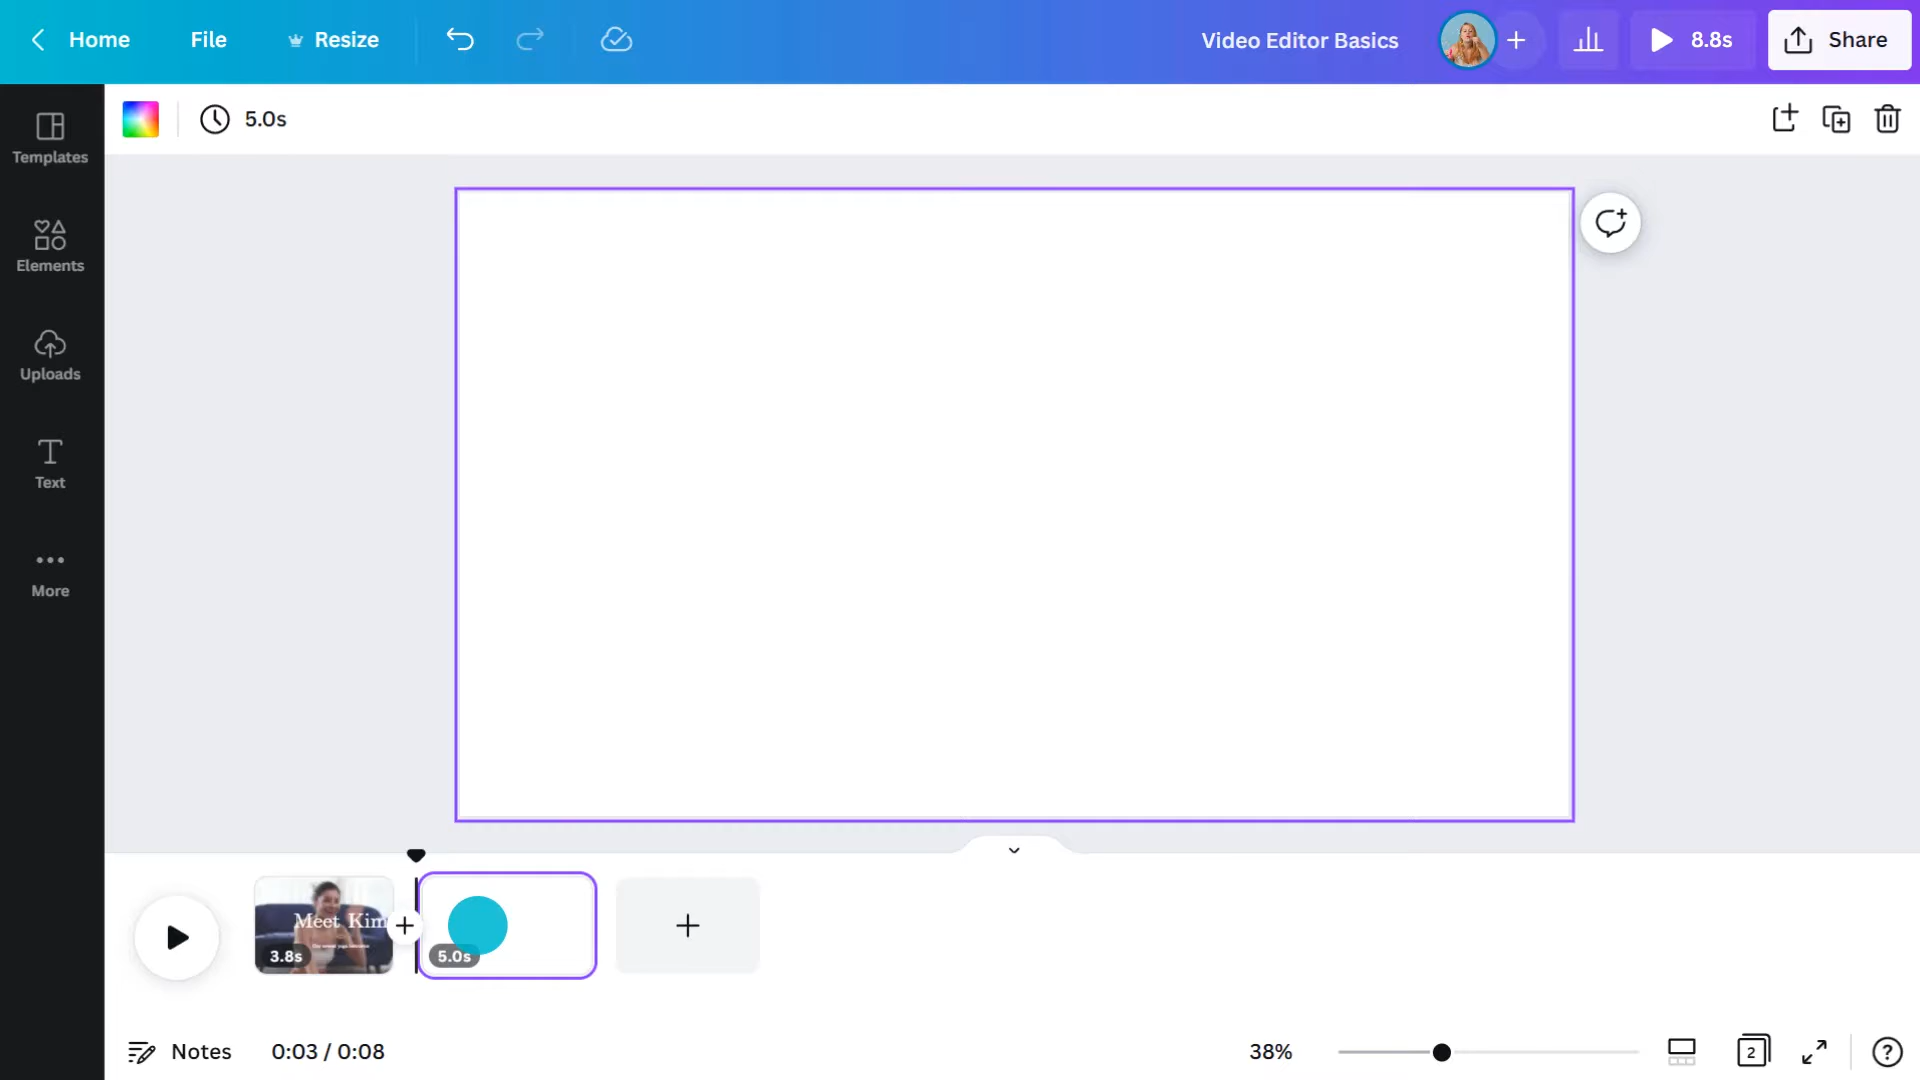 Home File Resize Video Editor Basics 8.8s Share
5.0s
Templates
Elements
Uploads
Text
More
Meet Kim
3.8s
5.0s
Notes 0:03 / 0:08 38% 2 ?